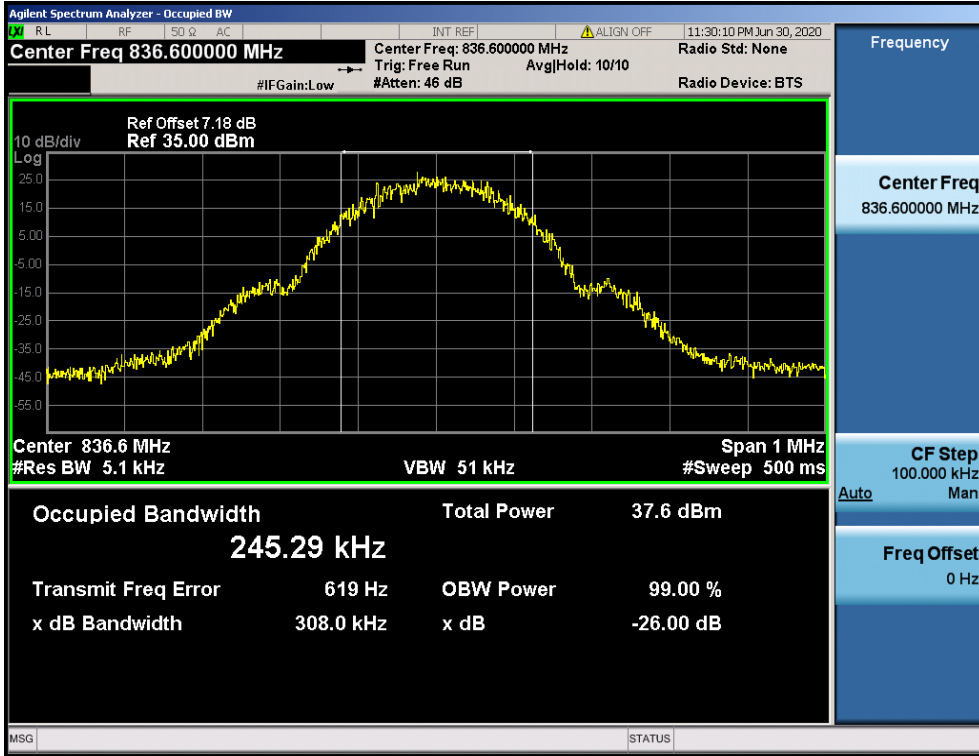 Agilent Spectrum Analyzer - Occupied BW
LXI RL RF 50 Ω AC INT REF ALIGN OFF 11:30:10 PM Jun 30, 2020
Center Freq 836.600000 MHz
Center Freq: 836.600000 MHz Radio Std: None
Trig: Free Run Avg|Hold: 10/10
#IFGain:Low #Atten: 46 dB Radio Device: BTS
Ref Offset 7.18 dB
10 dB/div Ref 35.00 dBm
Log
25.0
15.0
5.00
-5.00
-15.0
-25.0
-35.0
-45.0
-55.0
Center 836.6 MHz Span 1 MHz
#Res BW 5.1 kHz VBW 51 kHz #Sweep 500 ms
Occupied Bandwidth Total Power 37.6 dBm
245.29 kHz
Transmit Freq Error 619 Hz OBW Power 99.00 %
x dB Bandwidth 308.0 kHz x dB -26.00 dB
MSG STATUS
Frequency
Center Freq
836.600000 MHz
CF Step
100.000 kHz
Auto Man
Freq Offset
0 Hz